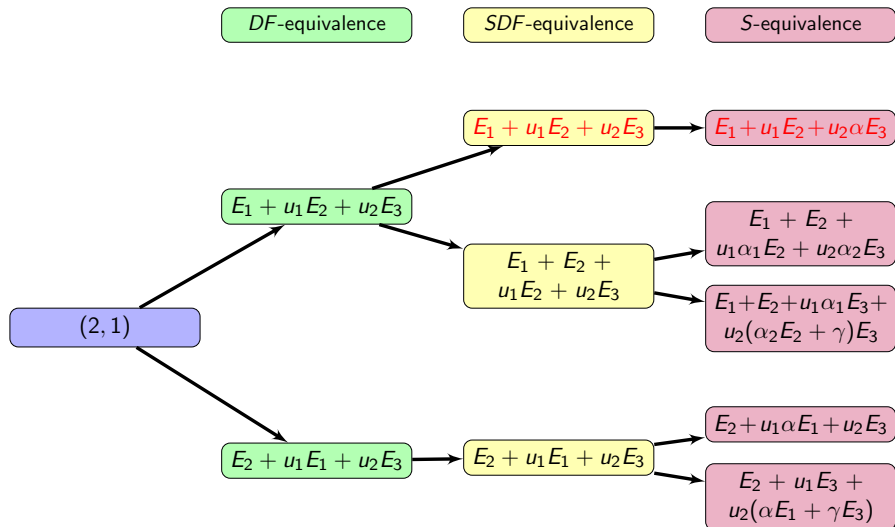 DF-equivalence
SDF-equivalence
S-equivalence
E₁ + u₁E₂ + u₂E₃
E₁ + u₁E₂ + u₂αE₃
E₁ + u₁E₂ + u₂E₃
E₁ + E₂ +
u₁α₁E₂ + u₂α₂E₃
E₁ + E₂ +
u₁E₂ + u₂E₃
E₁ + E₂ + u₁α₁E₃ +
u₂(α₂E₂ + γ)E₃
(2, 1)
E₂ + u₁αE₁ + u₂E₃
E₂ + u₁E₁ + u₂E₃
E₂ + u₁E₁ + u₂E₃
E₂ + u₁E₃ +
u₂(αE₁ + γE₃)